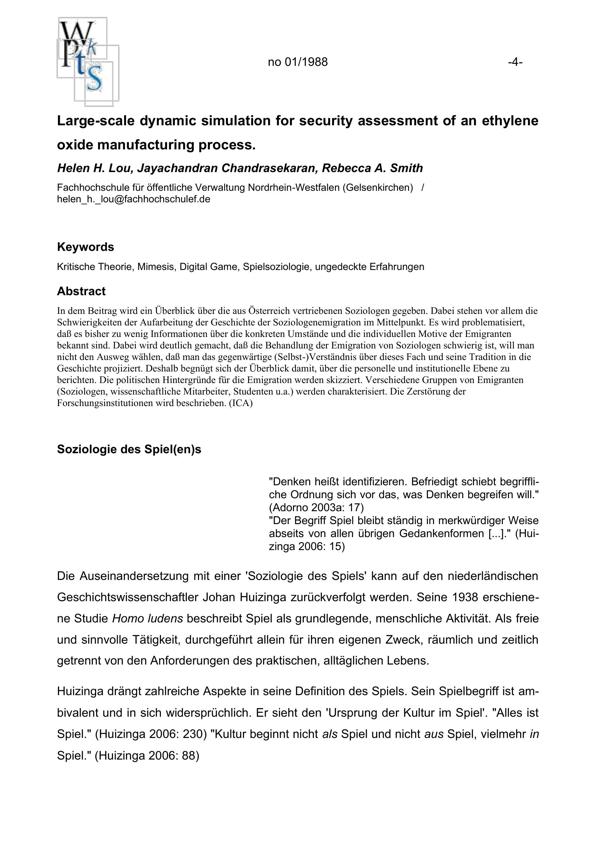 W
P k
t s
S
no 01/1988 -4-
Large-scale dynamic simulation for security assessment of an ethylene
oxide manufacturing process.
Helen H. Lou, Jayachandran Chandrasekaran, Rebecca A. Smith
Fachhochschule für öffentliche Verwaltung Nordrhein-Westfalen (Gelsenkirchen) /
helen_h._lou@fachhochschulef.de
Keywords
Kritische Theorie, Mimesis, Digital Game, Spielsoziologie, ungedeckte Erfahrungen
Abstract
In dem Beitrag wird ein Überblick über die aus Österreich vertriebenen Soziologen gegeben. Dabei stehen vor allem die
Schwierigkeiten der Aufarbeitung der Geschichte der Soziologenemigration im Mittelpunkt. Es wird problematisiert,
daß es bisher zu wenig Informationen über die konkreten Umstände und die individuellen Motive der Emigranten
bekannt sind. Dabei wird deutlich gemacht, daß die Behandlung der Emigration von Soziologen schwierig ist, will man
nicht den Ausweg wählen, daß man das gegenwärtige (Selbst-)Verständnis über dieses Fach und seine Tradition in die
Geschichte projiziert. Deshalb begnügt sich der Überblick damit, über die personelle und institutionelle Ebene zu
berichten. Die politischen Hintergründe für die Emigration werden skizziert. Verschiedene Gruppen von Emigranten
(Soziologen, wissenschaftliche Mitarbeiter, Studenten u.a.) werden charakterisiert. Die Zerstörung der
Forschungsinstitutionen wird beschrieben. (ICA)
Soziologie des Spiel(en)s
"Denken heißt identifizieren. Befriedigt schiebt begriffli-
che Ordnung sich vor das, was Denken begreifen will."
(Adorno 2003a: 17)
"Der Begriff Spiel bleibt ständig in merkwürdiger Weise
abseits von allen übrigen Gedankenformen [...]." (Hui-
zinga 2006: 15)
Die Auseinandersetzung mit einer 'Soziologie des Spiels' kann auf den niederländischen
Geschichtswissenschaftler Johan Huizinga zurückverfolgt werden. Seine 1938 erschiene-
ne Studie Homo ludens beschreibt Spiel als grundlegende, menschliche Aktivität. Als freie
und sinnvolle Tätigkeit, durchgeführt allein für ihren eigenen Zweck, räumlich und zeitlich
getrennt von den Anforderungen des praktischen, alltäglichen Lebens.
Huizinga drängt zahlreiche Aspekte in seine Definition des Spiels. Sein Spielbegriff ist am-
bivalent und in sich widersprüchlich. Er sieht den 'Ursprung der Kultur im Spiel'. "Alles ist
Spiel." (Huizinga 2006: 230) "Kultur beginnt nicht als Spiel und nicht aus Spiel, vielmehr in
Spiel." (Huizinga 2006: 88)